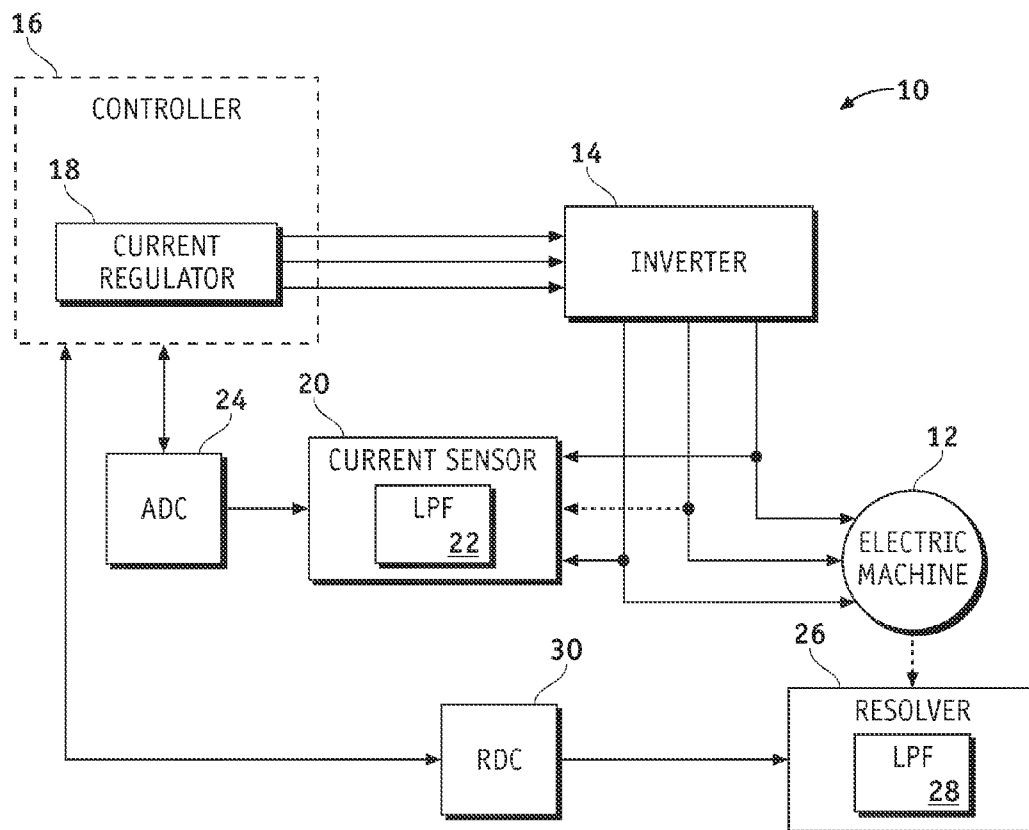 16
CONTROLLER
10
18
CURRENT
REGULATOR
14
INVERTER
24
ADC
20
CURRENT SENSOR
LPF
22
12
ELECTRIC
MACHINE
30
RDC
26
RESOLVER
LPF
28